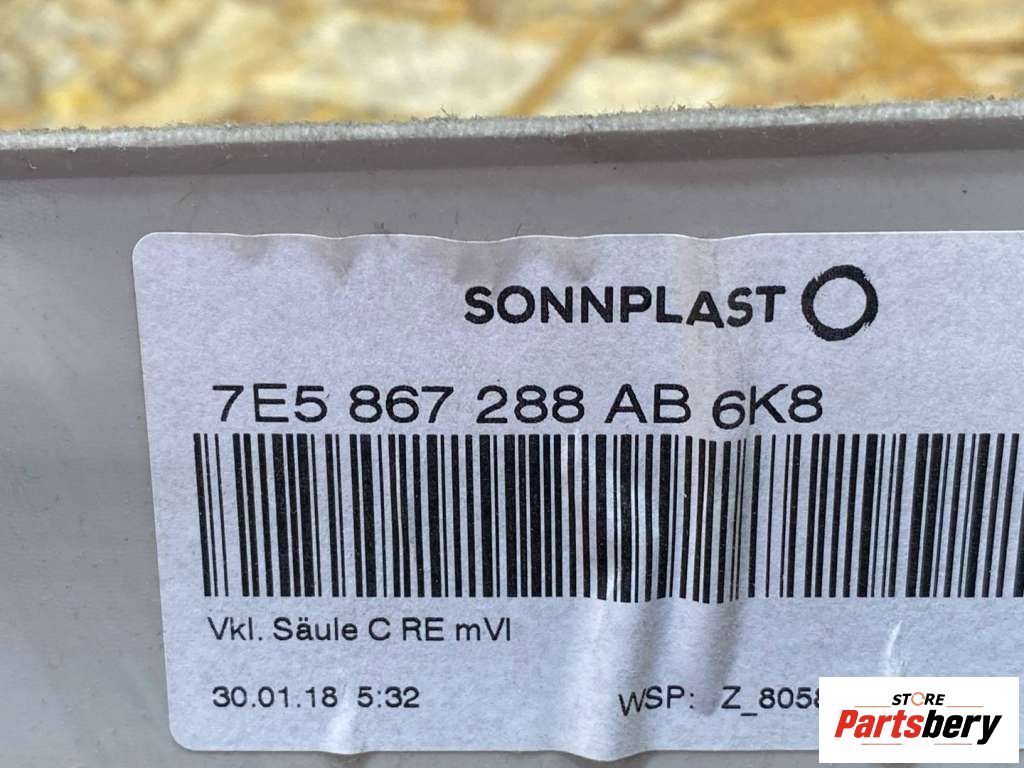 SONNPLAST
7E5 867 288 AB 6K8
Vkl. Säule C RE mVl
30.01.18 5:32
WSP: Z_8058
STORE
Partsbery